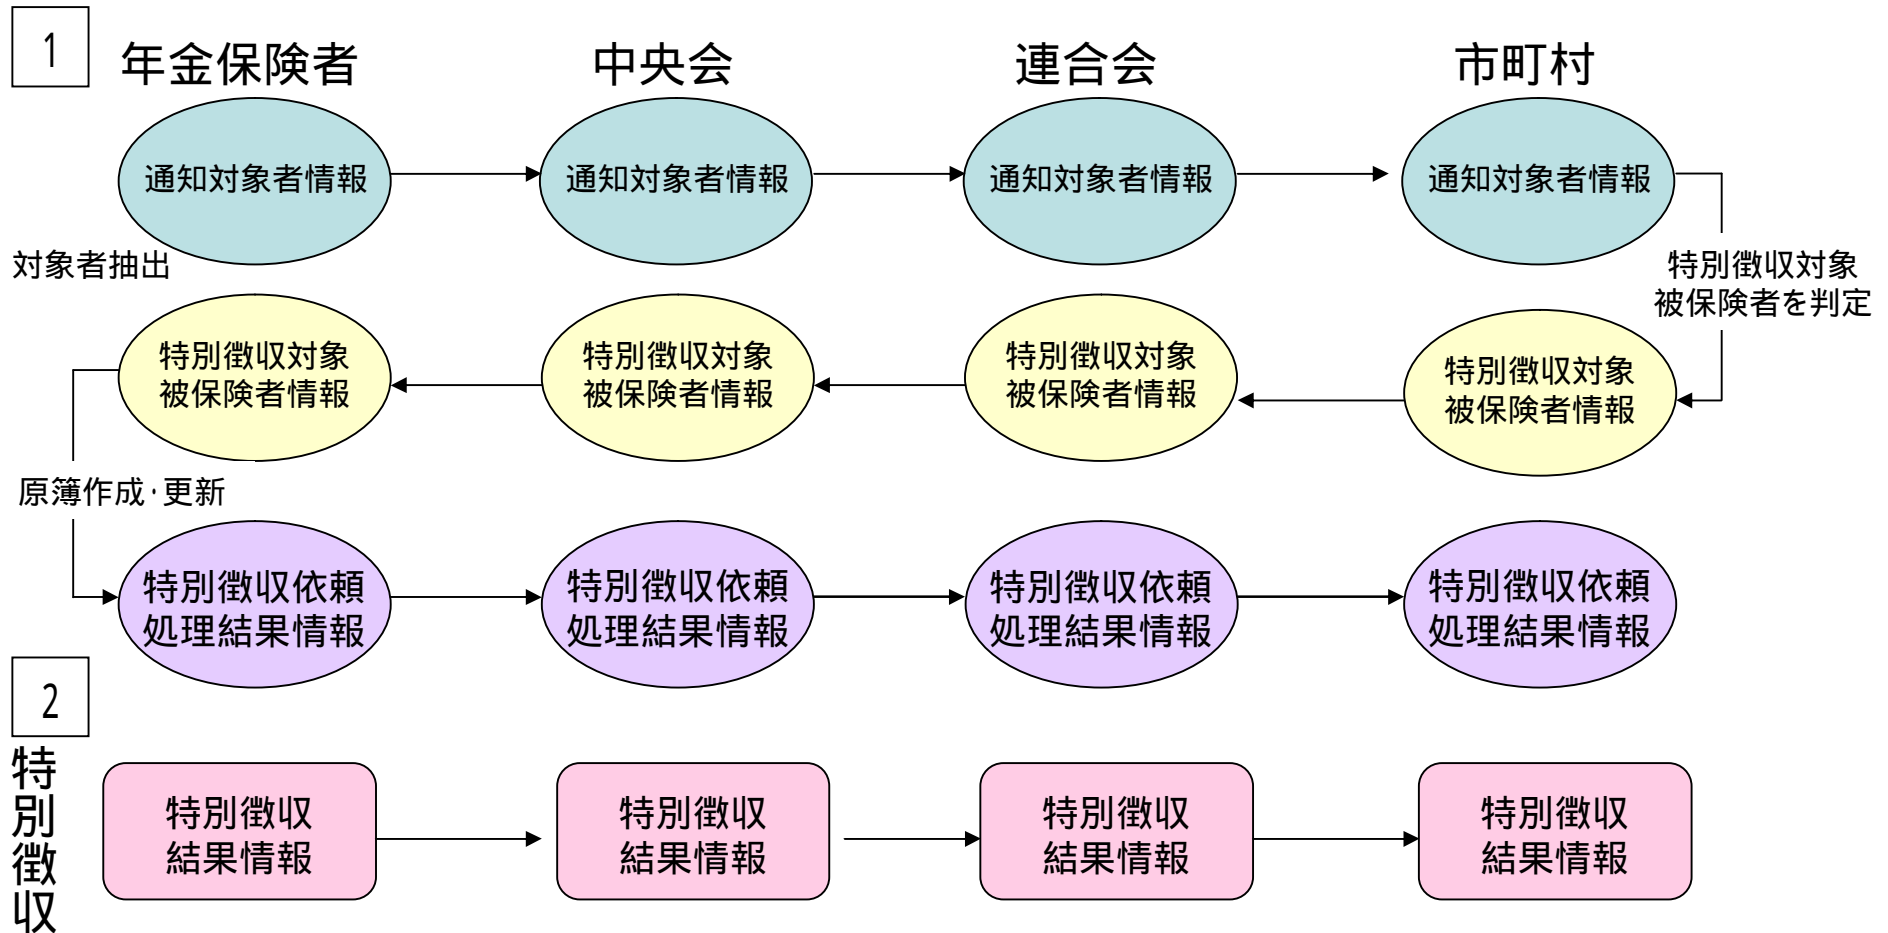 1
年金保険者
中央会
連合会
市町村
通知対象者情報
通知対象者情報
通知対象者情報
通知対象者情報
対象者抽出
特別徴収対象
被保険者を判定
特別徴収対象
被保険者情報
特別徴収対象
被保険者情報
特別徴収対象
被保険者情報
特別徴収対象
被保険者情報
原簿作成・更新
特別徴収依頼
処理結果情報
特別徴収依頼
処理結果情報
特別徴収依頼
処理結果情報
特別徴収依頼
処理結果情報
2
特別徴収
特別徴収
結果情報
特別徴収
結果情報
特別徴収
結果情報
特別徴収
結果情報